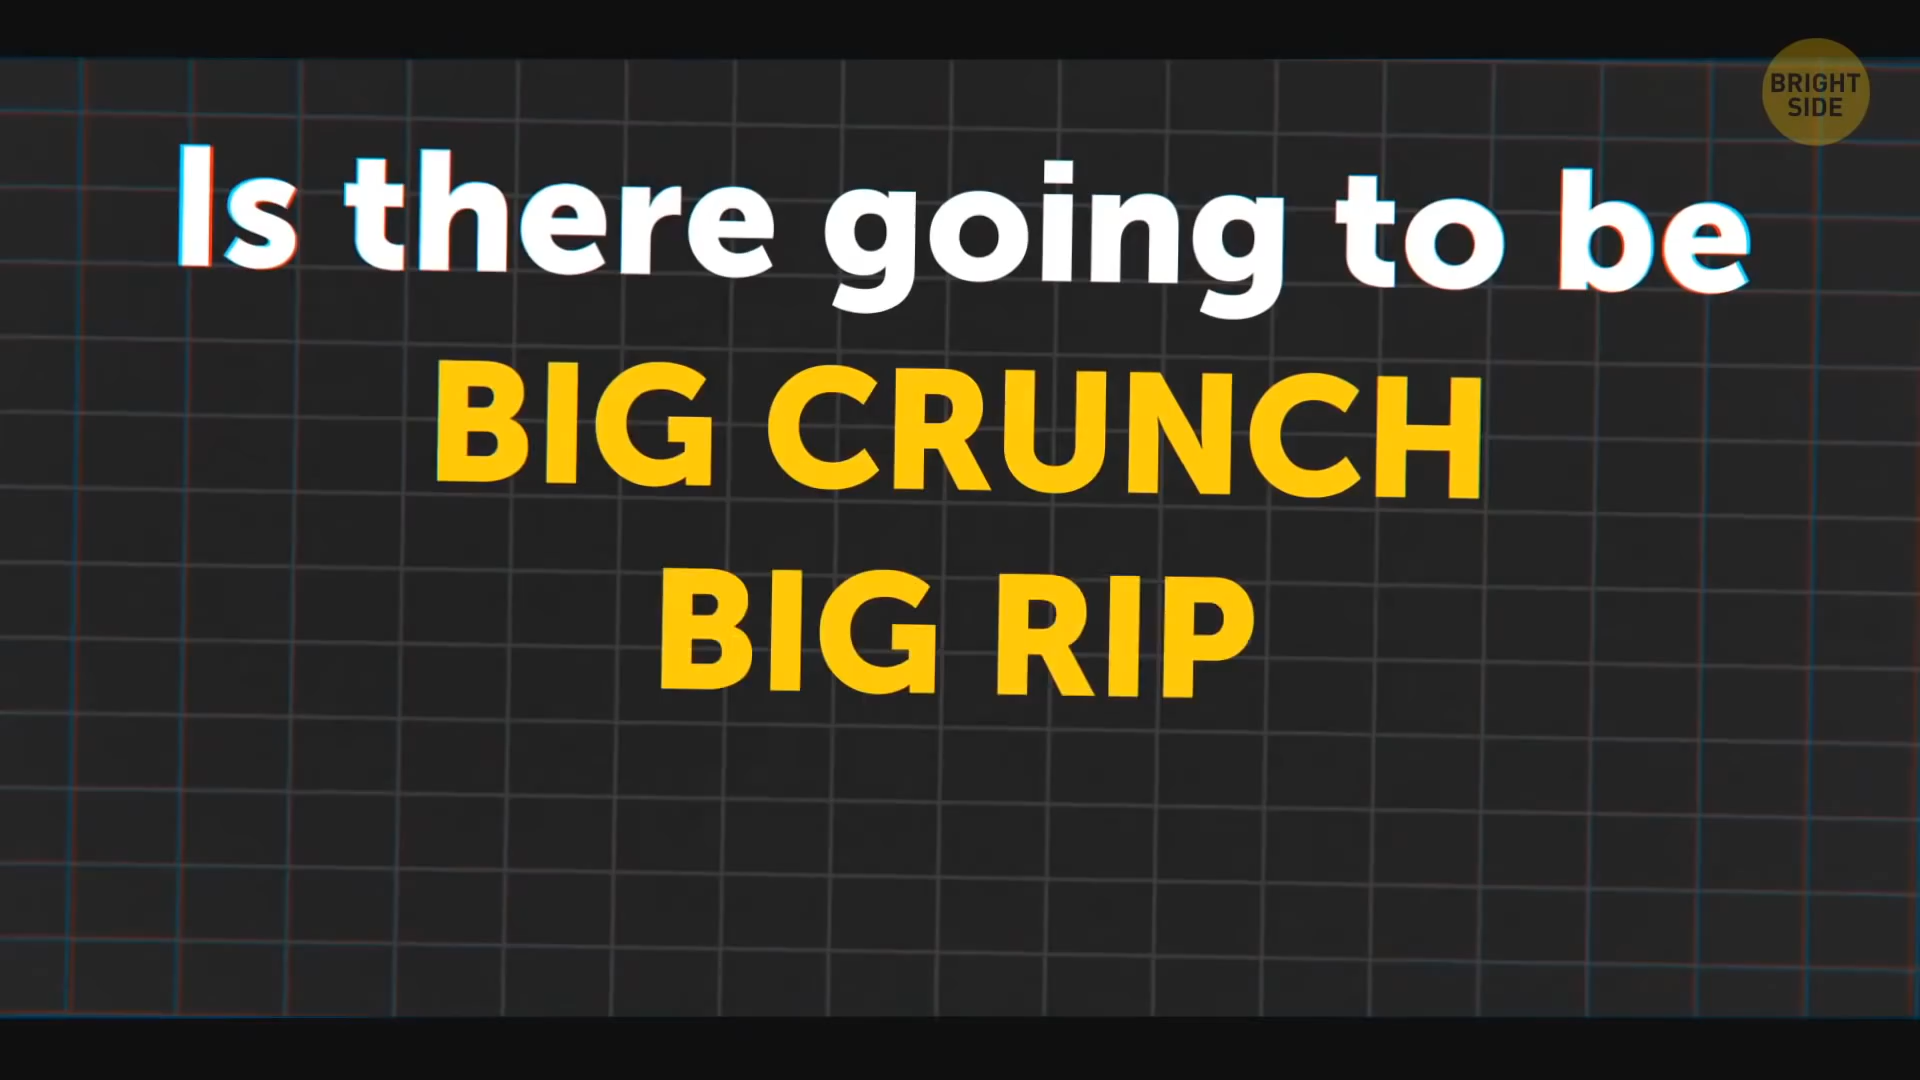 BRIGHT
SIDE
Is there going to be
BIG CRUNCH
BIG RIP